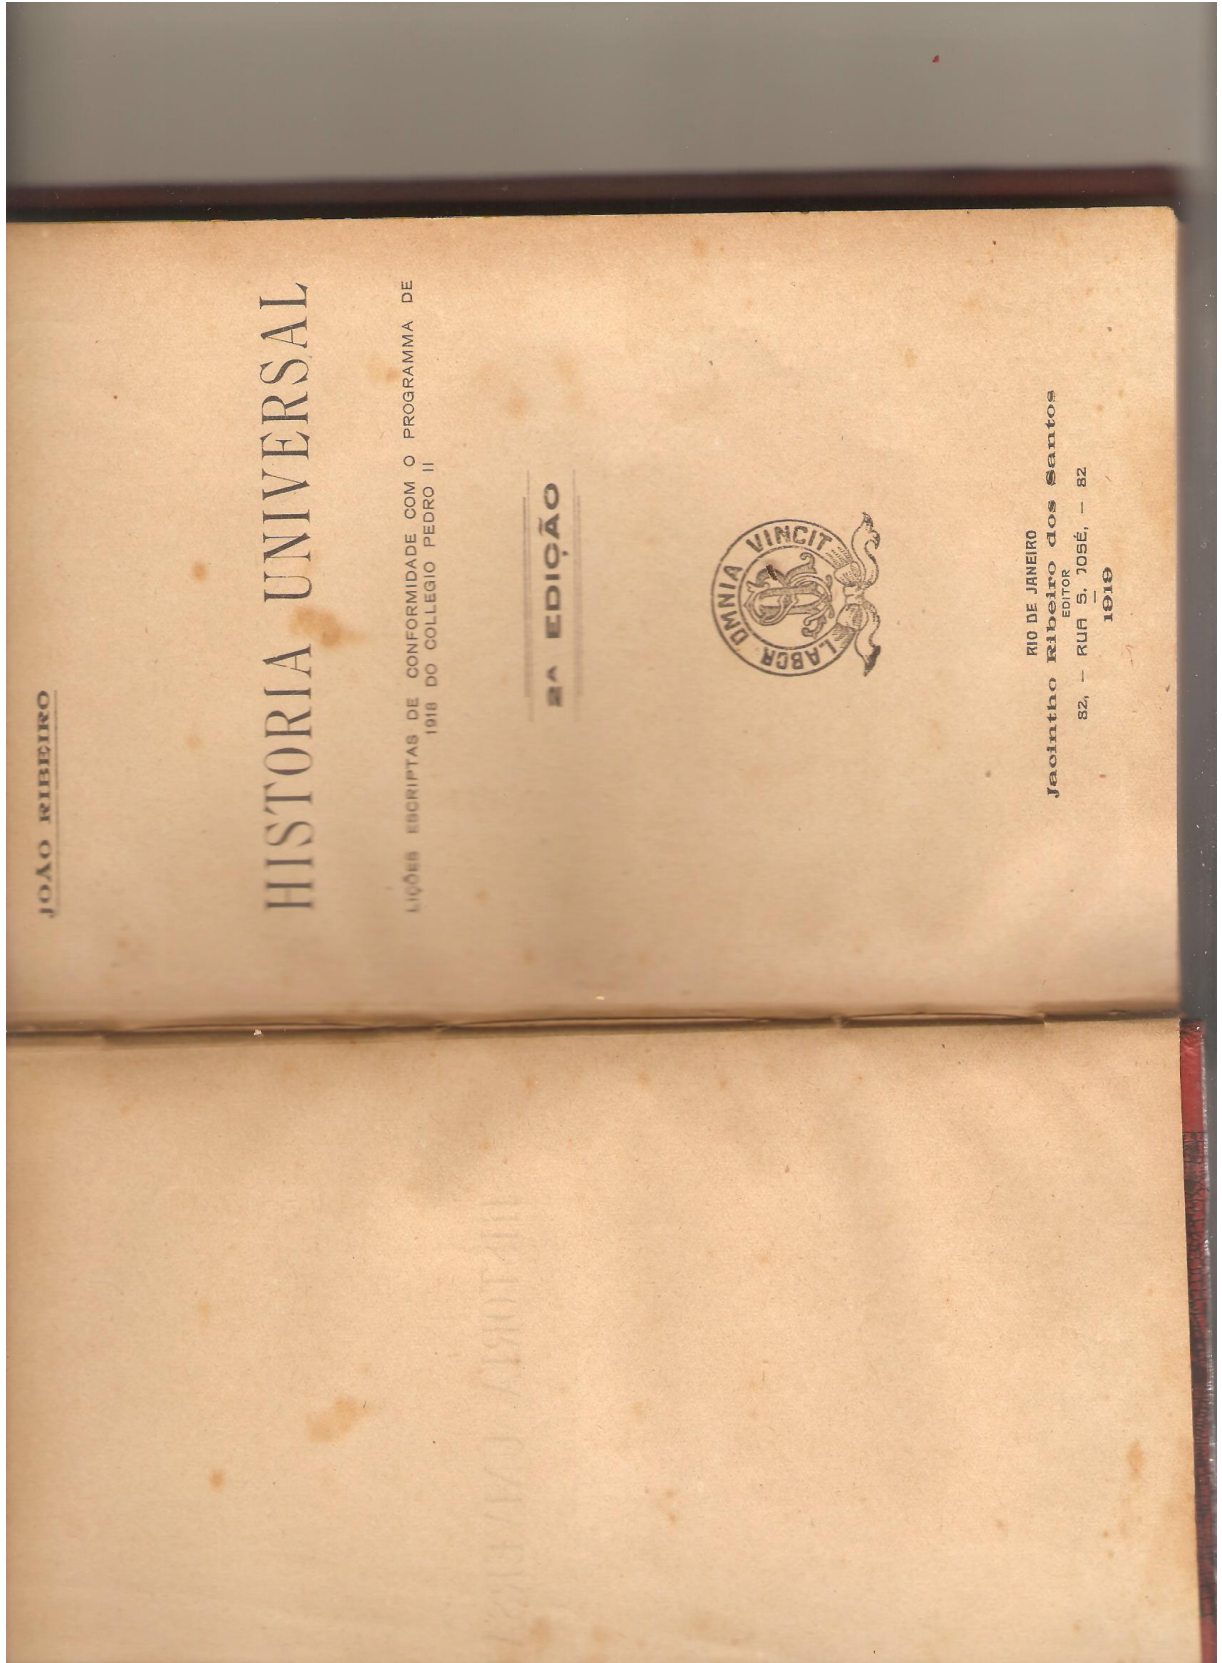 JOÃO RIBEIRO
HISTORIA UNIVERSAL
LIÇÕES ESCRIPTAS DE CONFORMIDADE COM O PROGRAMMA DE
1918 DO COLLEGIO PEDRO II
2ª EDIÇÃO
LABOR OMNIA VINCIT
RIO DE JANEIRO
Jacintho Ribeiro dos Santos
EDITOR
82, — RUA S. JOSÉ, — 82
1919